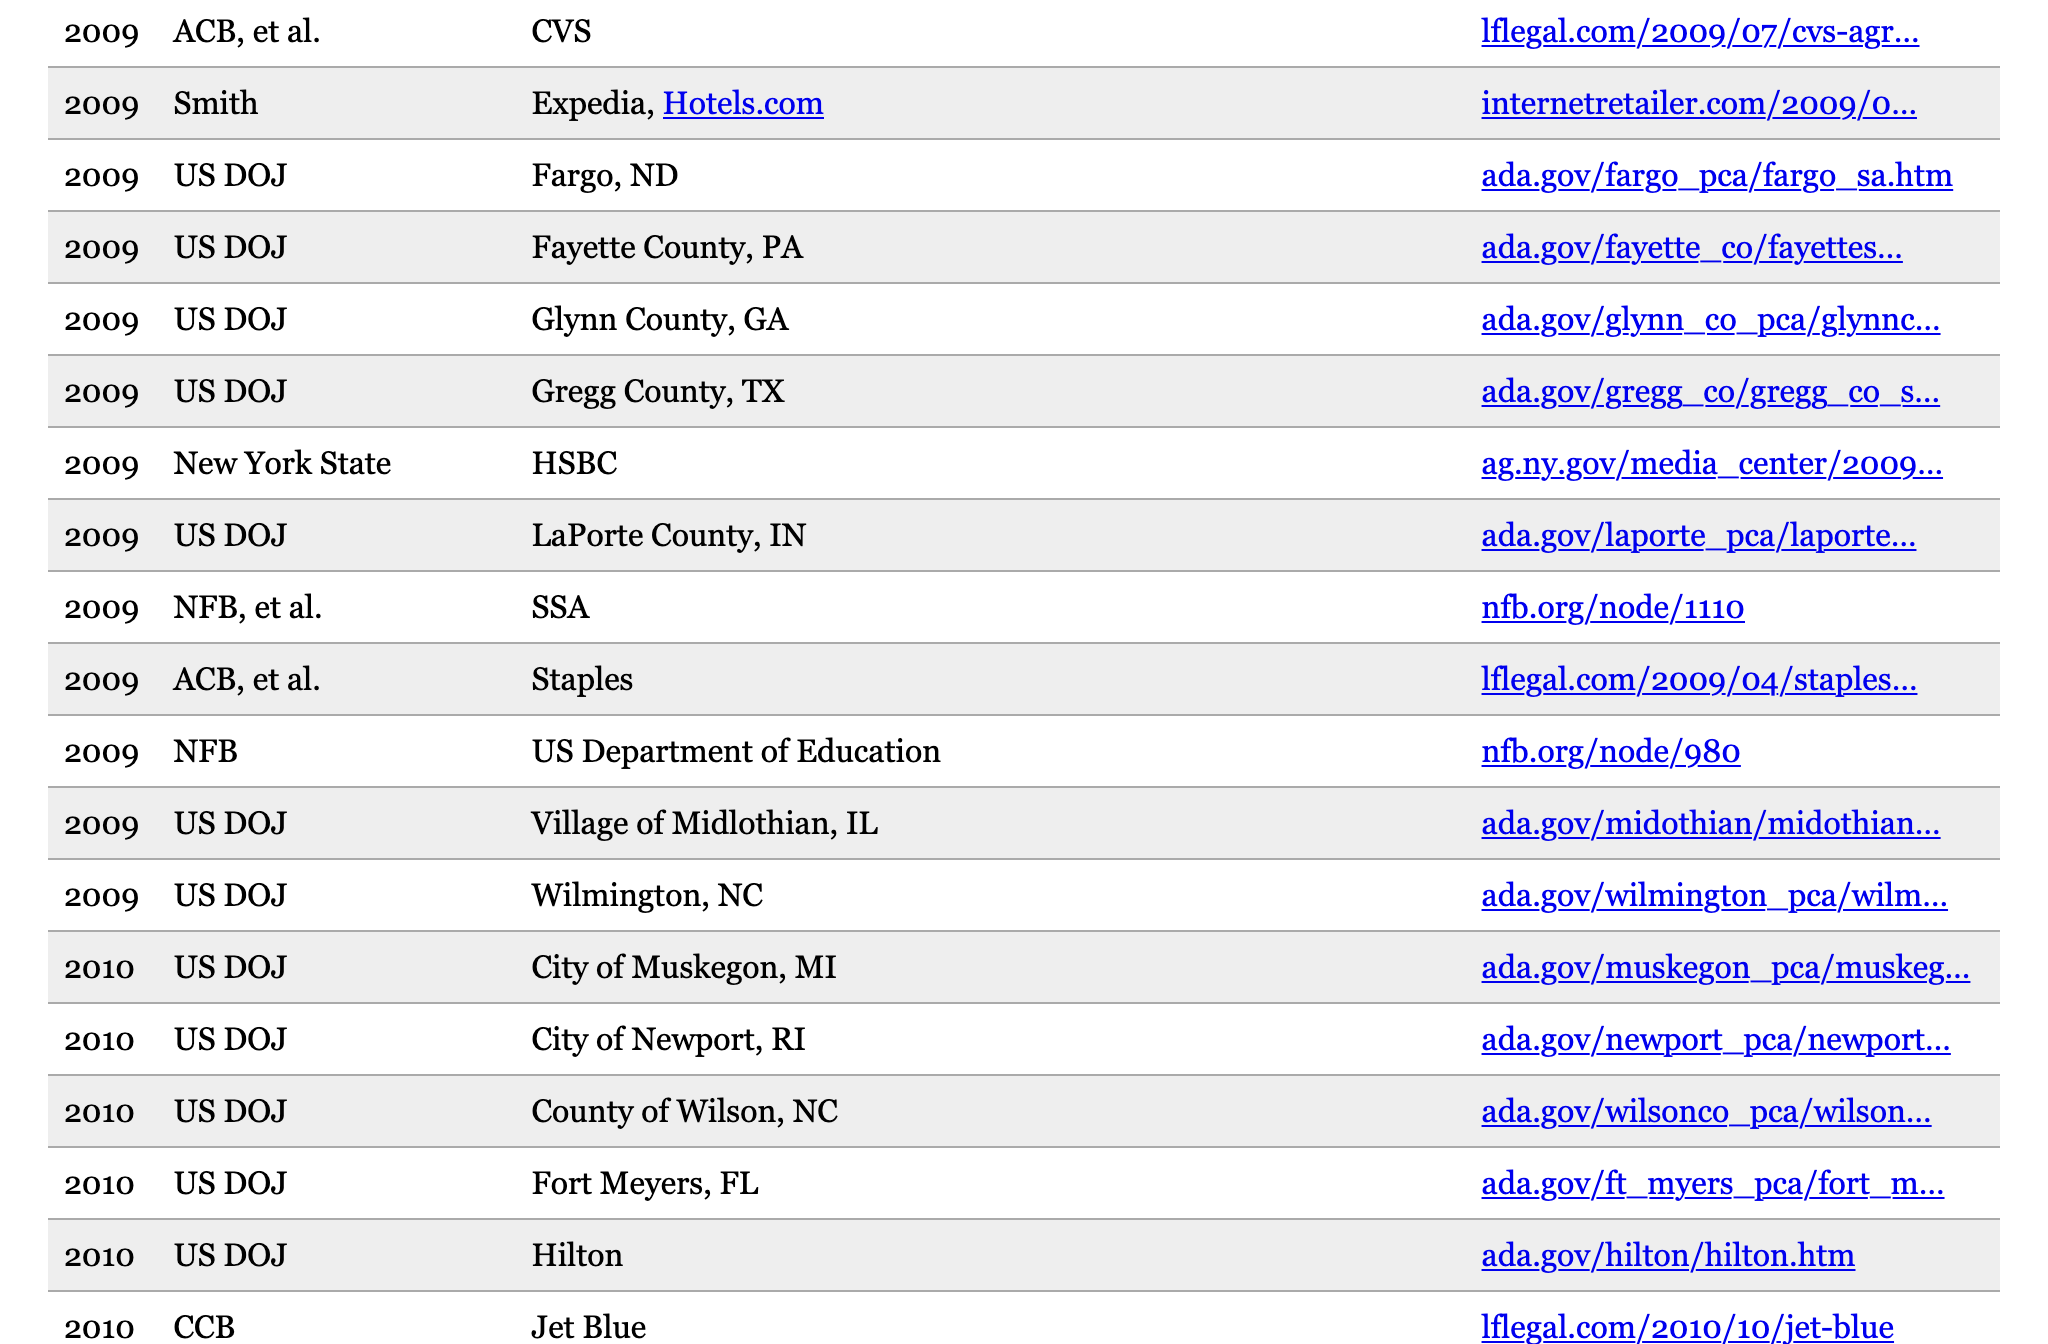 2009 ACB, et al. CVS lflegal.com/2009/07/cvs-agr...
2009 Smith Expedia, Hotels.com internetretailer.com/2009/0...
2009 US DOJ Fargo, ND ada.gov/fargo_pca/fargo_sa.htm
2009 US DOJ Fayette County, PA ada.gov/fayette_co/fayettes...
2009 US DOJ Glynn County, GA ada.gov/glynn_co_pca/glynnc...
2009 US DOJ Gregg County, TX ada.gov/gregg_co/gregg_co_s...
2009 New York State HSBC ag.ny.gov/media_center/2009...
2009 US DOJ LaPorte County, IN ada.gov/laporte_pca/laporte...
2009 NFB, et al. SSA nfb.org/node/1110
2009 ACB, et al. Staples lflegal.com/2009/04/staples...
2009 NFB US Department of Education nfb.org/node/980
2009 US DOJ Village of Midlothian, IL ada.gov/midothian/midothian...
2009 US DOJ Wilmington, NC ada.gov/wilmington_pca/wilm...
2010 US DOJ City of Muskegon, MI ada.gov/muskegon_pca/muskeg...
2010 US DOJ City of Newport, RI ada.gov/newport_pca/newport...
2010 US DOJ County of Wilson, NC ada.gov/wilsonco_pca/wilson...
2010 US DOJ Fort Meyers, FL ada.gov/ft_myers_pca/fort_m...
2010 US DOJ Hilton ada.gov/hilton/hilton.htm
2010 CCB Jet Blue lflegal.com/2010/10/jet-blue